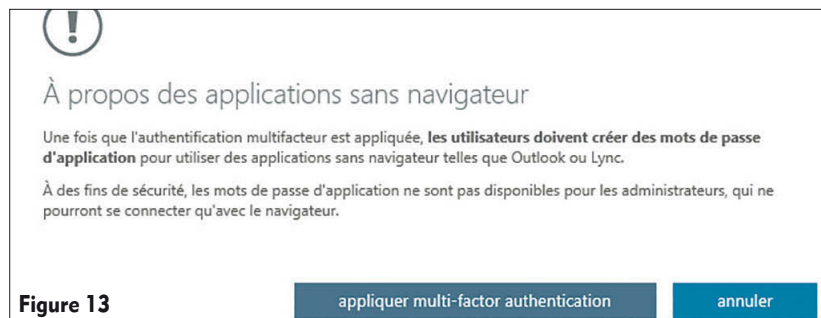 À propos des applications sans navigateur
Une fois que l'authentification multifacteur est appliquée, les utilisateurs doivent créer des mots de passe
d'application pour utiliser des applications sans navigateur telles que Outlook ou Lync.
À des fins de sécurité, les mots de passe d'application ne sont pas disponibles pour les administrateurs, qui ne
pourront se connecter qu'avec le navigateur.
Figure 13 appliquer multi-factor authentication annuler